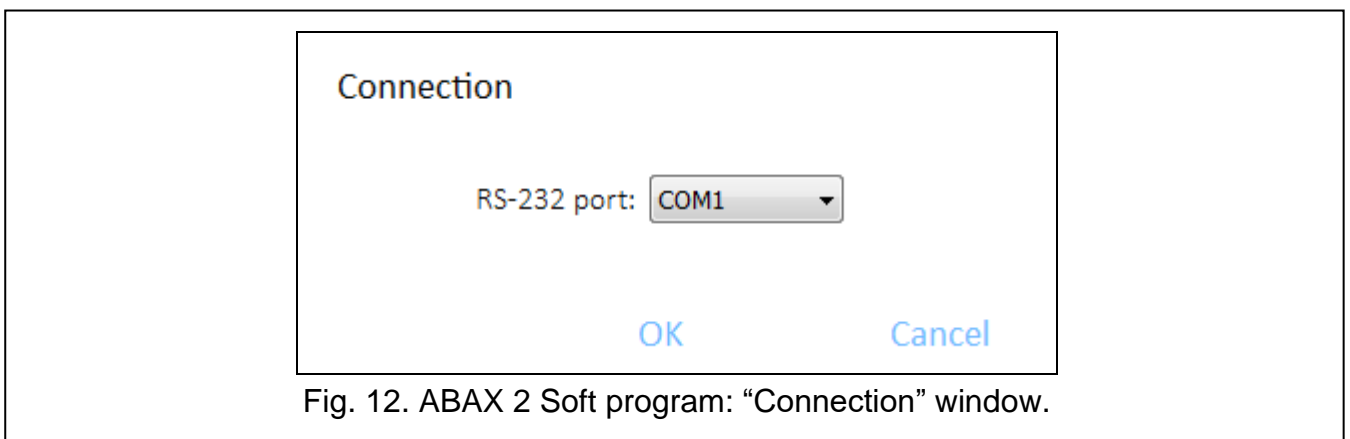 Connection
RS-232 port: COM1
OK Cancel
Fig. 12. ABAX 2 Soft program: “Connection” window.